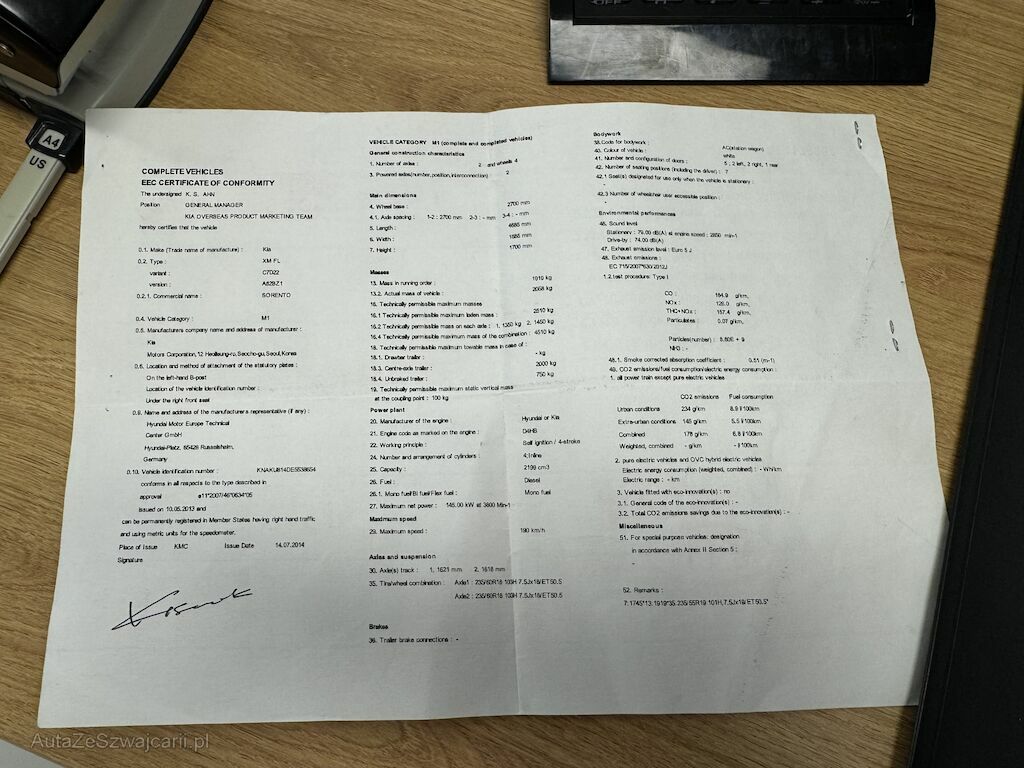 A4
US
COMPLETE VEHICLES
EEC CERTIFICATE OF CONFORMITY
The undersigned K. S. AHN
Position GENERAL MANAGER
KIA OVERSEAS PRODUCT MARKETING TEAM
hereby certifies that the vehicle
0.1. Make (Trade name of manufacturer) : Kia
0.2. Type : XM FL
variant :
version :
0.2.1. Commercial name : SORENTO
0.4. Vehicle Category : M1
0.5. Manufacturers company name and address of manufacturer :
Kia
Motors Corporation,12 Heolleung-ro,Seocho-gu,Seoul,Korea
0.6. Location and method of attachment of the statutory plates :
On the left-hand B-post
Location of the vehicle identification number :
Under the right front seat
0.9. Name and address of the manufacturer's representative (if any) :
Hyundai Motor Europe Technical
Center GmbH
Hyundai-Platz, 65428 Russelsheim,
Germany
0.10. Vehicle identification number : KNAKU814DE5538654
conforms in all respects to the type described in
approval e11*2007/46*0634*05
issued on 10.05.2013 and
can be permanently registered in Member States having right hand traffic
and using metric units for the speedometer.
Place of Issue KMC Issue Date 14.07.2014
Signature
VEHICLE CATEGORY M1 (complete and completed vehicles)
General construction characteristics
1. Number of axles : 2 and wheels 4
3. Powered axles(number,position,interconnection) : 2
Main dimensions
4. Wheel base : 2700 mm
4.1. Axle spacing : 1-2 : 2700 mm 2-3 : - mm 3-4 : - mm
5. Length : 4685 mm
6. Width : 1885 mm
7. Height : 1700 mm
Masses
13. Mass in running order : 1910 kg
13.2. Actual mass of vehicle : 2058 kg
16. Technically permissible maximum masses
16.1 Technically permissible maximum laden mass : 2510 kg
16.2 Technically permissible mass on each axle : 1. 1350 kg 2. 1450 kg
16.4 Technically permissible maximum mass of the combination : 4510 kg
18. Technically permissible maximum towable mass in case of :
18.1. Drawbar trailer : - kg
18.3. Centre-axle trailer : 2000 kg
18.4. Unbraked trailer : 750 kg
19. Technically permissible maximum static vertical mass
at the coupling point : 100 kg
Power plant
20. Manufacturer of the engine : Hyundai or Kia
21. Engine code as marked on the engine : D4HB
22. Working principle : Self ignition / 4-stroke
24. Number and arrangement of cylinders : 4;Inline
25. Capacity : 2199 cm3
26. Fuel : Diesel
26.1. Mono fuel/Bi fuel/Flex fuel : Mono fuel
27. Maximum net power : 145.00 kW at 3800 Min-1
Maximum speed
29. Maximum speed : 190 km/h
Axles and suspension
30. Axle(s) track : 1. 1621 mm 2. 1618 mm
35. Tire/wheel combination : Axle1 : 235/60R18 103H 7.5Jx18/ET50.5
Axle2 : 235/60R18 103H 7.5Jx18/ET50.5
Brakes
36. Trailer brake connections : -
Bodywork
38.Code for bodywork : AC(station wagon)
40. Colour of vehicle : white
41. Number and configuration of doors : 5 ; 2 left, 2 right, 1 rear
42. Number of seating positions (including the driver) : 7
42.1 Seat(s) designated for use only when the vehicle is stationary :
-
42.3 Number of wheelchair user accessible position :
-
Environmental performances
46. Sound level
Stationary : 79.00 dB(A) at engine speed : 2850 min-1
Drive-by : 74.00 dB(A)
47. Exhaust emission level : Euro 5 J
48. Exhaust emissions :
EC 715/2007*630/2012J
1.2.test procedure: Type I
CO : 184.9 g/km,
NOx : g/km,
THC+NOx : 157.4 g/km,
Particulates : 0.07 g/km,
Particles(number) : E + 9
NH3 : -
48.1. Smoke corrected absorption coefficient : 0.51 (m-1)
49. CO2 emissions/fuel consumption/electric energy consumption :
1. all power train except pure electric vehicles
CO2 emissions Fuel consumption
Urban conditions 234 g/km 8.9 l/100km
Extra-urban conditions 145 g/km 5.5 l/100km
Combined 178 g/km 6.8 l/100km
Weighted, combined - g/km - l/100km
2. pure electric vehicles and OVC hybrid electric vehicles
Electric energy consumption (weighted, combined) : - Wh/km
Electric range : - km
3. Vehicle fitted with eco-innovation(s) : no
3.1. General code of the eco-innovation(s) : -
3.2. Total CO2 emissions savings due to the eco-innovation(s) : -
Miscellaneous
51. For special purpose vehicles: designation
in accordance with Annex II Section 5 :
-
52. Remarks :
7:1745*13:1919*35:235/55R19 101H,7.5Jx19/ET50.5*
AutaZeSzwajcarii.pl